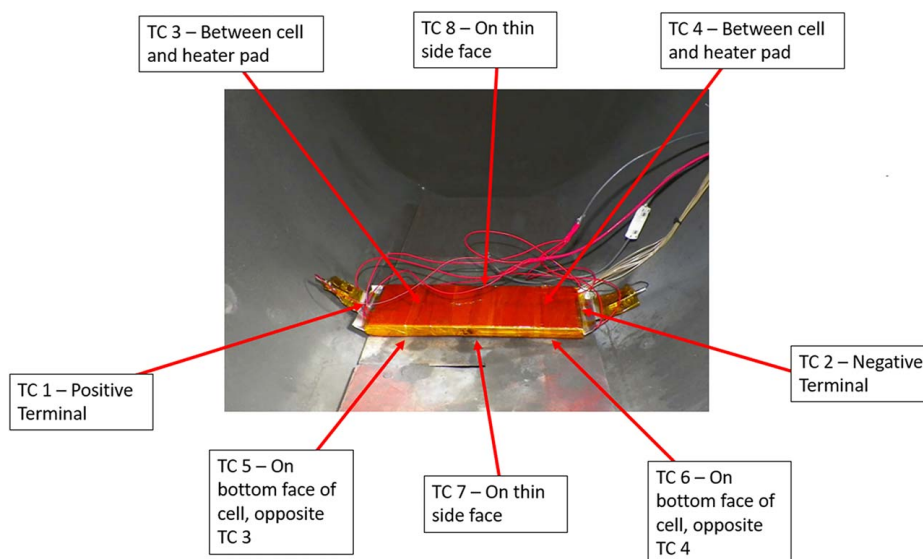 TC 3 – Between cell
and heater pad
TC 8 – On thin
side face
TC 4 – Between cell
and heater pad
TC 1 – Positive
Terminal
TC 2 – Negative
Terminal
TC 5 – On
bottom face of
cell, opposite
TC 3
TC 7 – On thin
side face
TC 6 – On
bottom face of
cell, opposite
TC 4